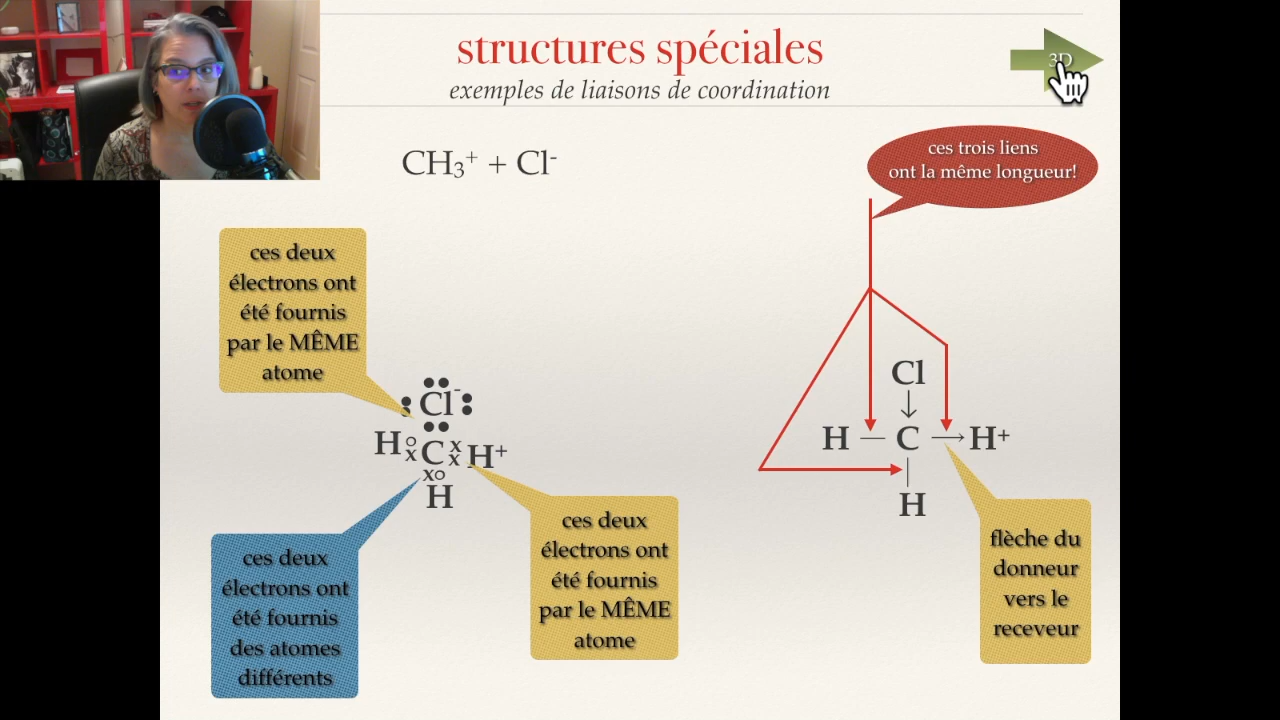 structures spéciales
exemples de liaisons de coordination
3D
CH₃⁺ + Cl⁻
ces trois liens
ont la même longueur!
ces deux
électrons ont
été fournis
par le MÊME
atome
Cl⁻
H C H⁺
H
ces deux
électrons ont
été fournis
des atomes
différents
ces deux
électrons ont
été fournis
par le MÊME
atome
Cl
↓
H — C → H⁺
|
H
flèche du
donneur
vers le
receveur